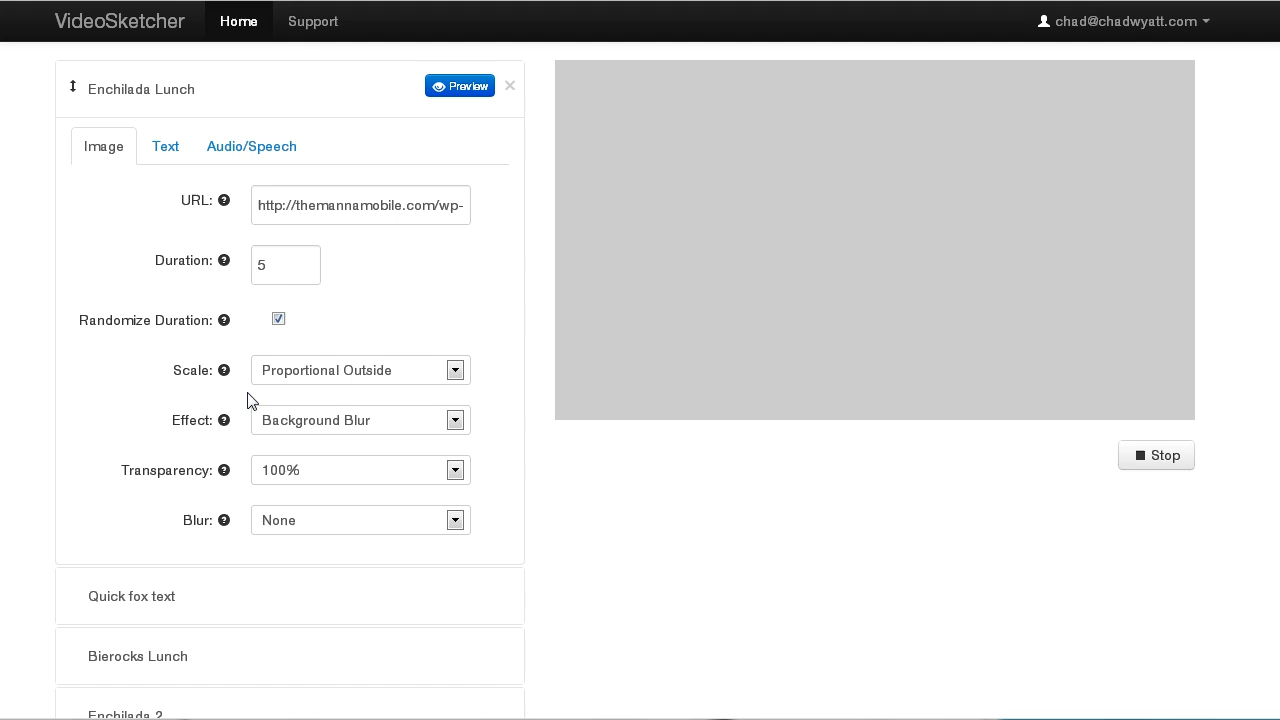 VideoSketcher Home Support chad@chadwyatt.com
Enchilada Lunch Preview ×
Image Text Audio/Speech
URL: ? http://themannamobile.com/wp-
Duration: ? 5
Randomize Duration: ?
Scale: ? Proportional Outside
Effect: ? Background Blur
Transparency: ? 100%
Blur: ? None
Stop
Quick fox text
Bierocks Lunch
Enchilada 2